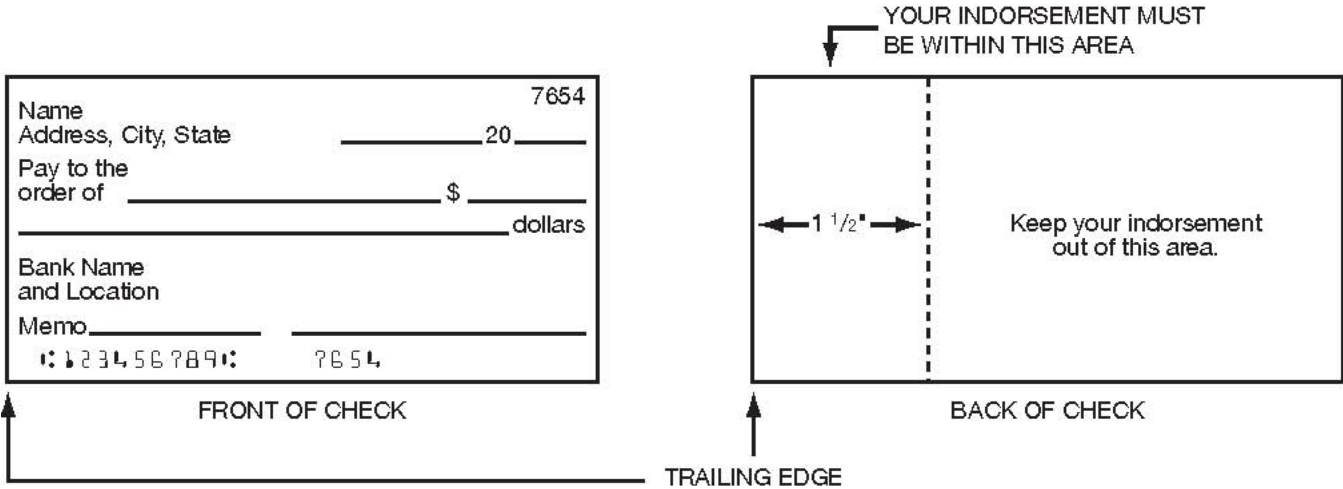 YOUR INDORSEMENT MUST
BE WITHIN THIS AREA
7654
Name
Address, City, State 20
Pay to the
order of $
dollars
Bank Name
and Location
Memo
⑆123456789⑆ 7654
FRONT OF CHECK
1 1/2"
Keep your indorsement
out of this area.
BACK OF CHECK
TRAILING EDGE